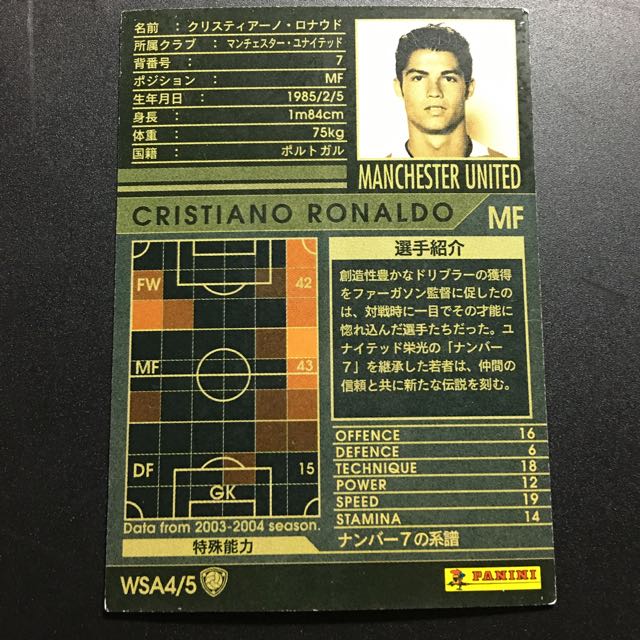 名前 : クリスティアーノ・ロナウド
所属クラブ : マンチェスター・ユナイテッド
背番号 : 7
ポジション : MF
生年月日 : 1985/2/5
身長 : 1m84cm
体重 : 75kg
国籍 : ポルトガル
MANCHESTER UNITED
CRISTIANO RONALDO MF
FW 42
MF 43
DF 15
GK
Data from 2003-2004 season.
選手紹介
創造性豊かなドリブラーの獲得
をファーガソン監督に促したの
は、対戦時に一目でその才能に
惚れ込んだ選手たちだった。ユ
ナイテッド栄光の「ナンバー
7」を継承した若者は、仲間の
信頼と共に新たな伝説を刻む。
OFFENCE 16
DEFENCE 6
TECHNIQUE 18
POWER 12
SPEED 19
STAMINA 14
特殊能力 ナンバー7の系譜
WSA4/5 PANINI